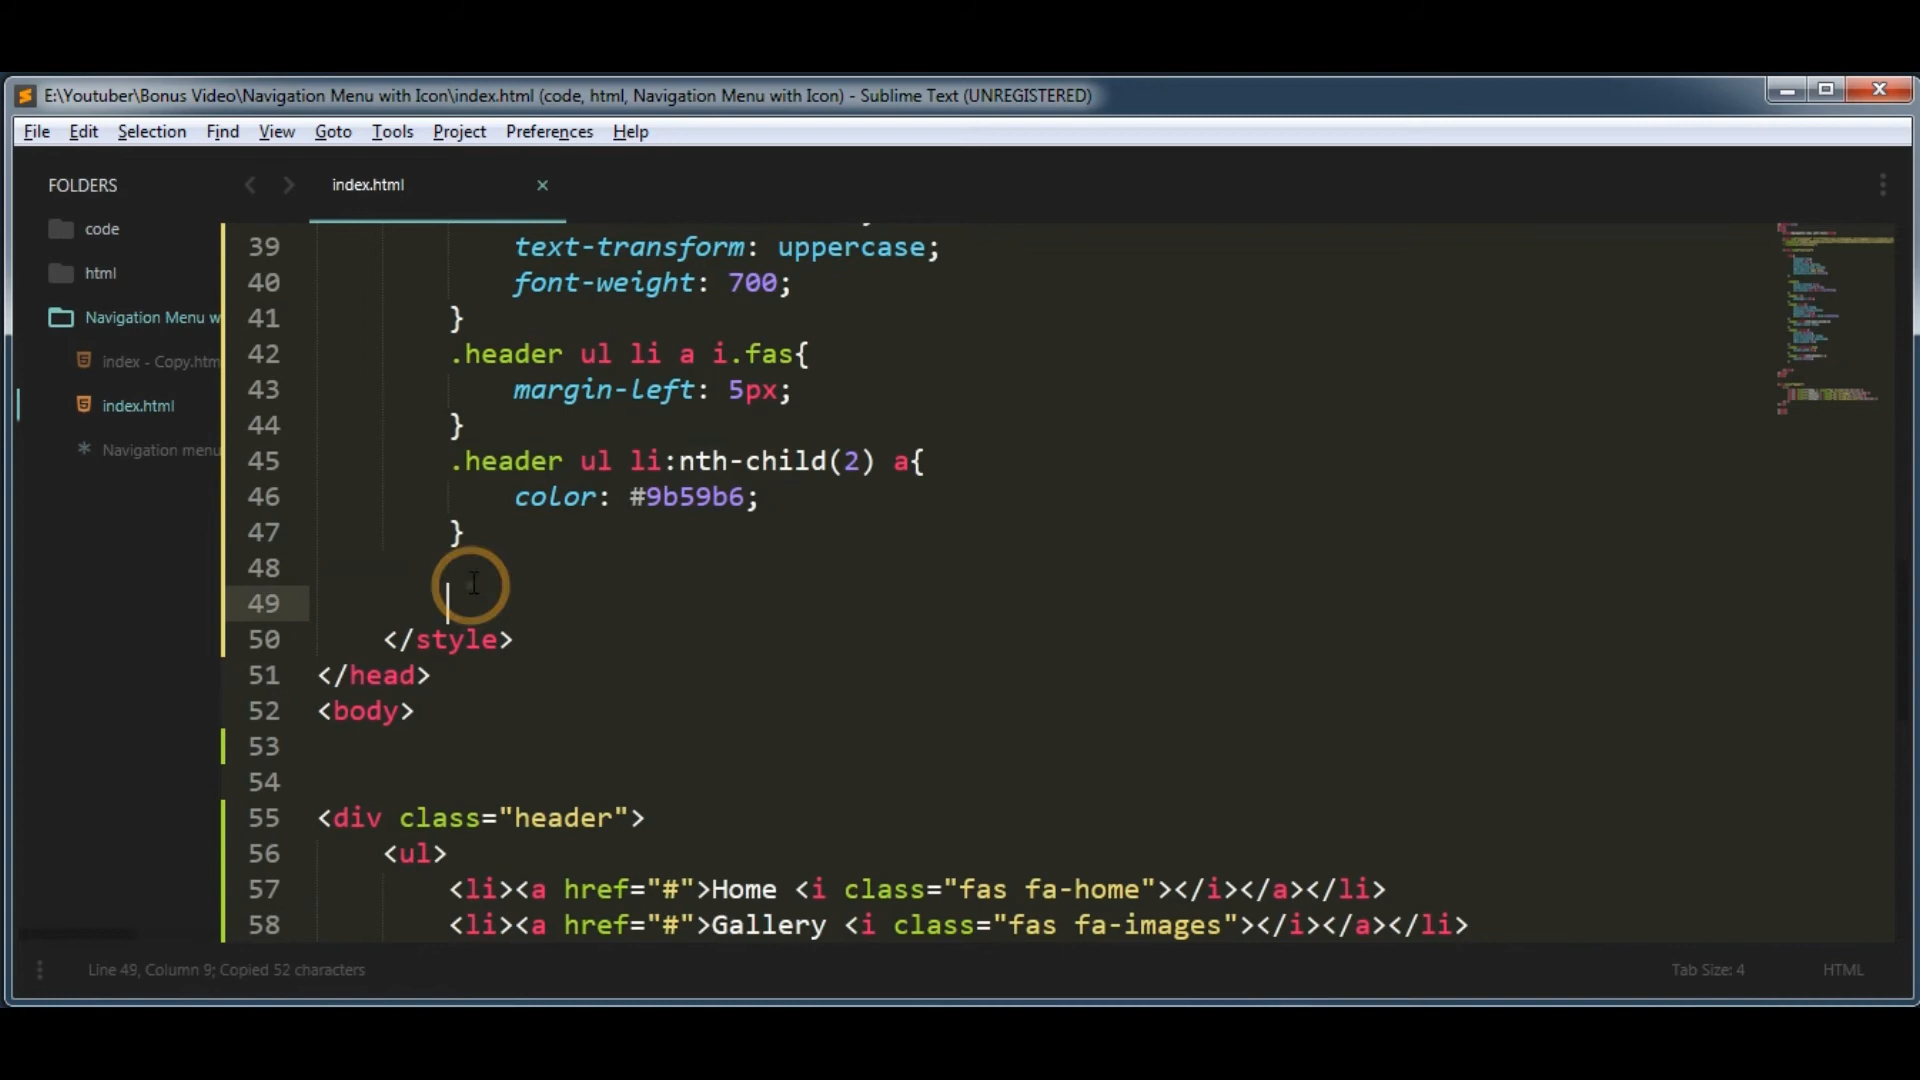 E:\Youtuber\Bonus Video\Navigation Menu with Icon\index.html (code, html, Navigation Menu with Icon) - Sublime Text (UNREGISTERED)
File Edit Selection Find View Goto Tools Project Preferences Help
FOLDERS
code
html
Navigation Menu w
index - Copy.htm
index.html
Navigation menu
index.html
39 text-transform: uppercase;
40 font-weight: 700;
41 }
42 .header ul li a i.fas{
43 margin-left: 5px;
44 }
45 .header ul li:nth-child(2) a{
46 color: #9b59b6;
47 }
48
49
50 </style>
51 </head>
52 <body>
53
54
55 <div class="header">
56 <ul>
57 <li><a href="#">Home <i class="fas fa-home"></i></a></li>
58 <li><a href="#">Gallery <i class="fas fa-images"></i></a></li>
Line 49, Column 9; Copied 52 characters
Tab Size: 4
HTML